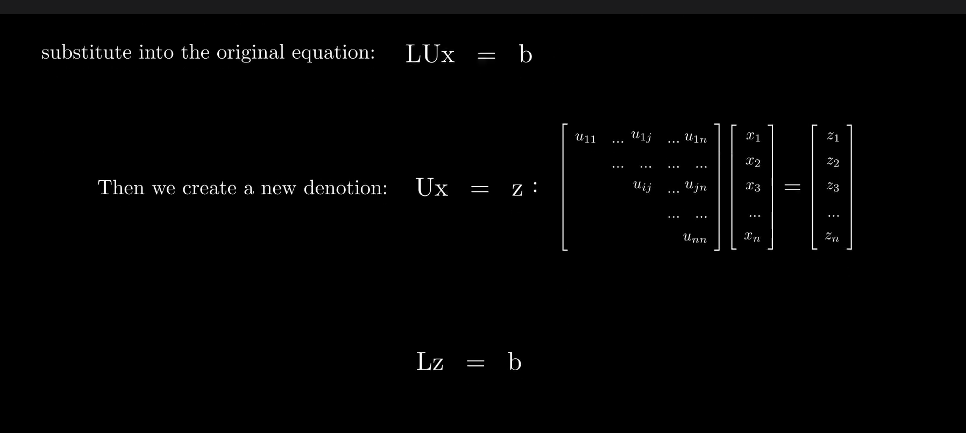 substitute into the original equation: LUx = b
u₁₁ ... u₁ⱼ ... u₁ₙ x₁ z₁
... ... ... ... x₂ z₂
Then we create a new denotion: Ux = z : uᵢⱼ ... uⱼₙ x₃ = z₃
... ... ... ...
uₙₙ xₙ zₙ
Lz = b